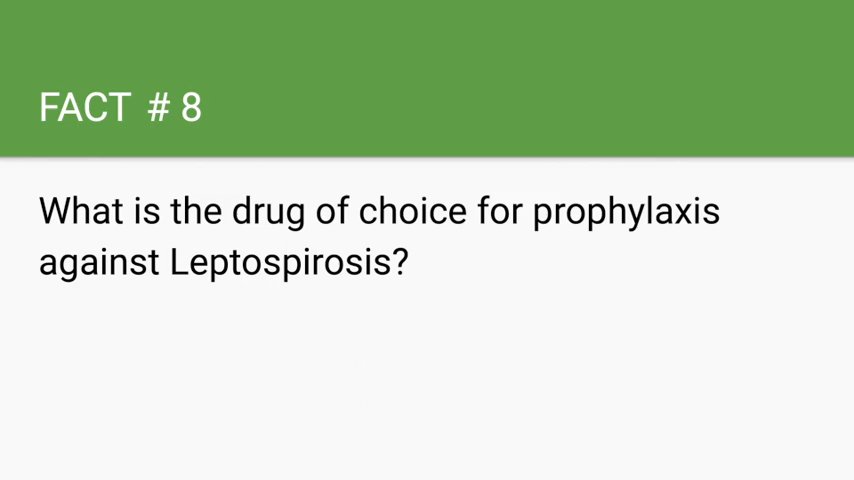 FACT # 8
What is the drug of choice for prophylaxis
against Leptospirosis?